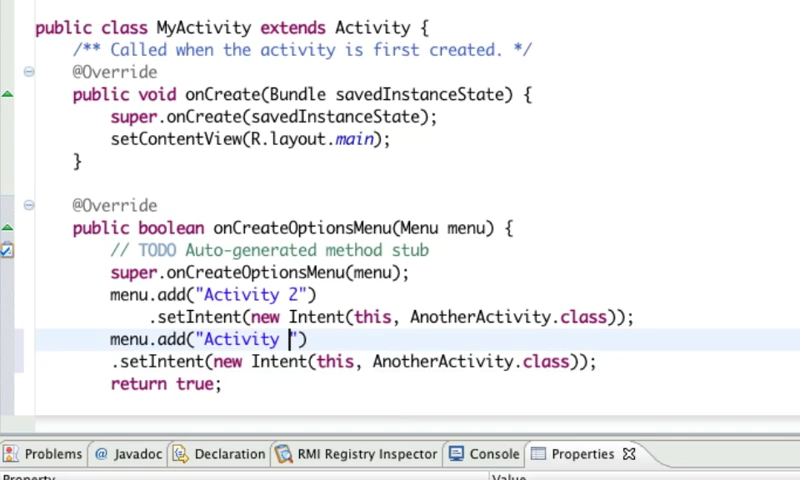 public class MyActivity extends Activity {
/** Called when the activity is first created. */
@Override
public void onCreate(Bundle savedInstanceState) {
super.onCreate(savedInstanceState);
setContentView(R.layout.main);
}
@Override
public boolean onCreateOptionsMenu(Menu menu) {
// TODO Auto-generated method stub
super.onCreateOptionsMenu(menu);
menu.add("Activity 2")
.setIntent(new Intent(this, AnotherActivity.class));
menu.add("Activity ")
.setIntent(new Intent(this, AnotherActivity.class));
return true;
Problems @ Javadoc Declaration RMI Registry Inspector Console Properties
Property Value